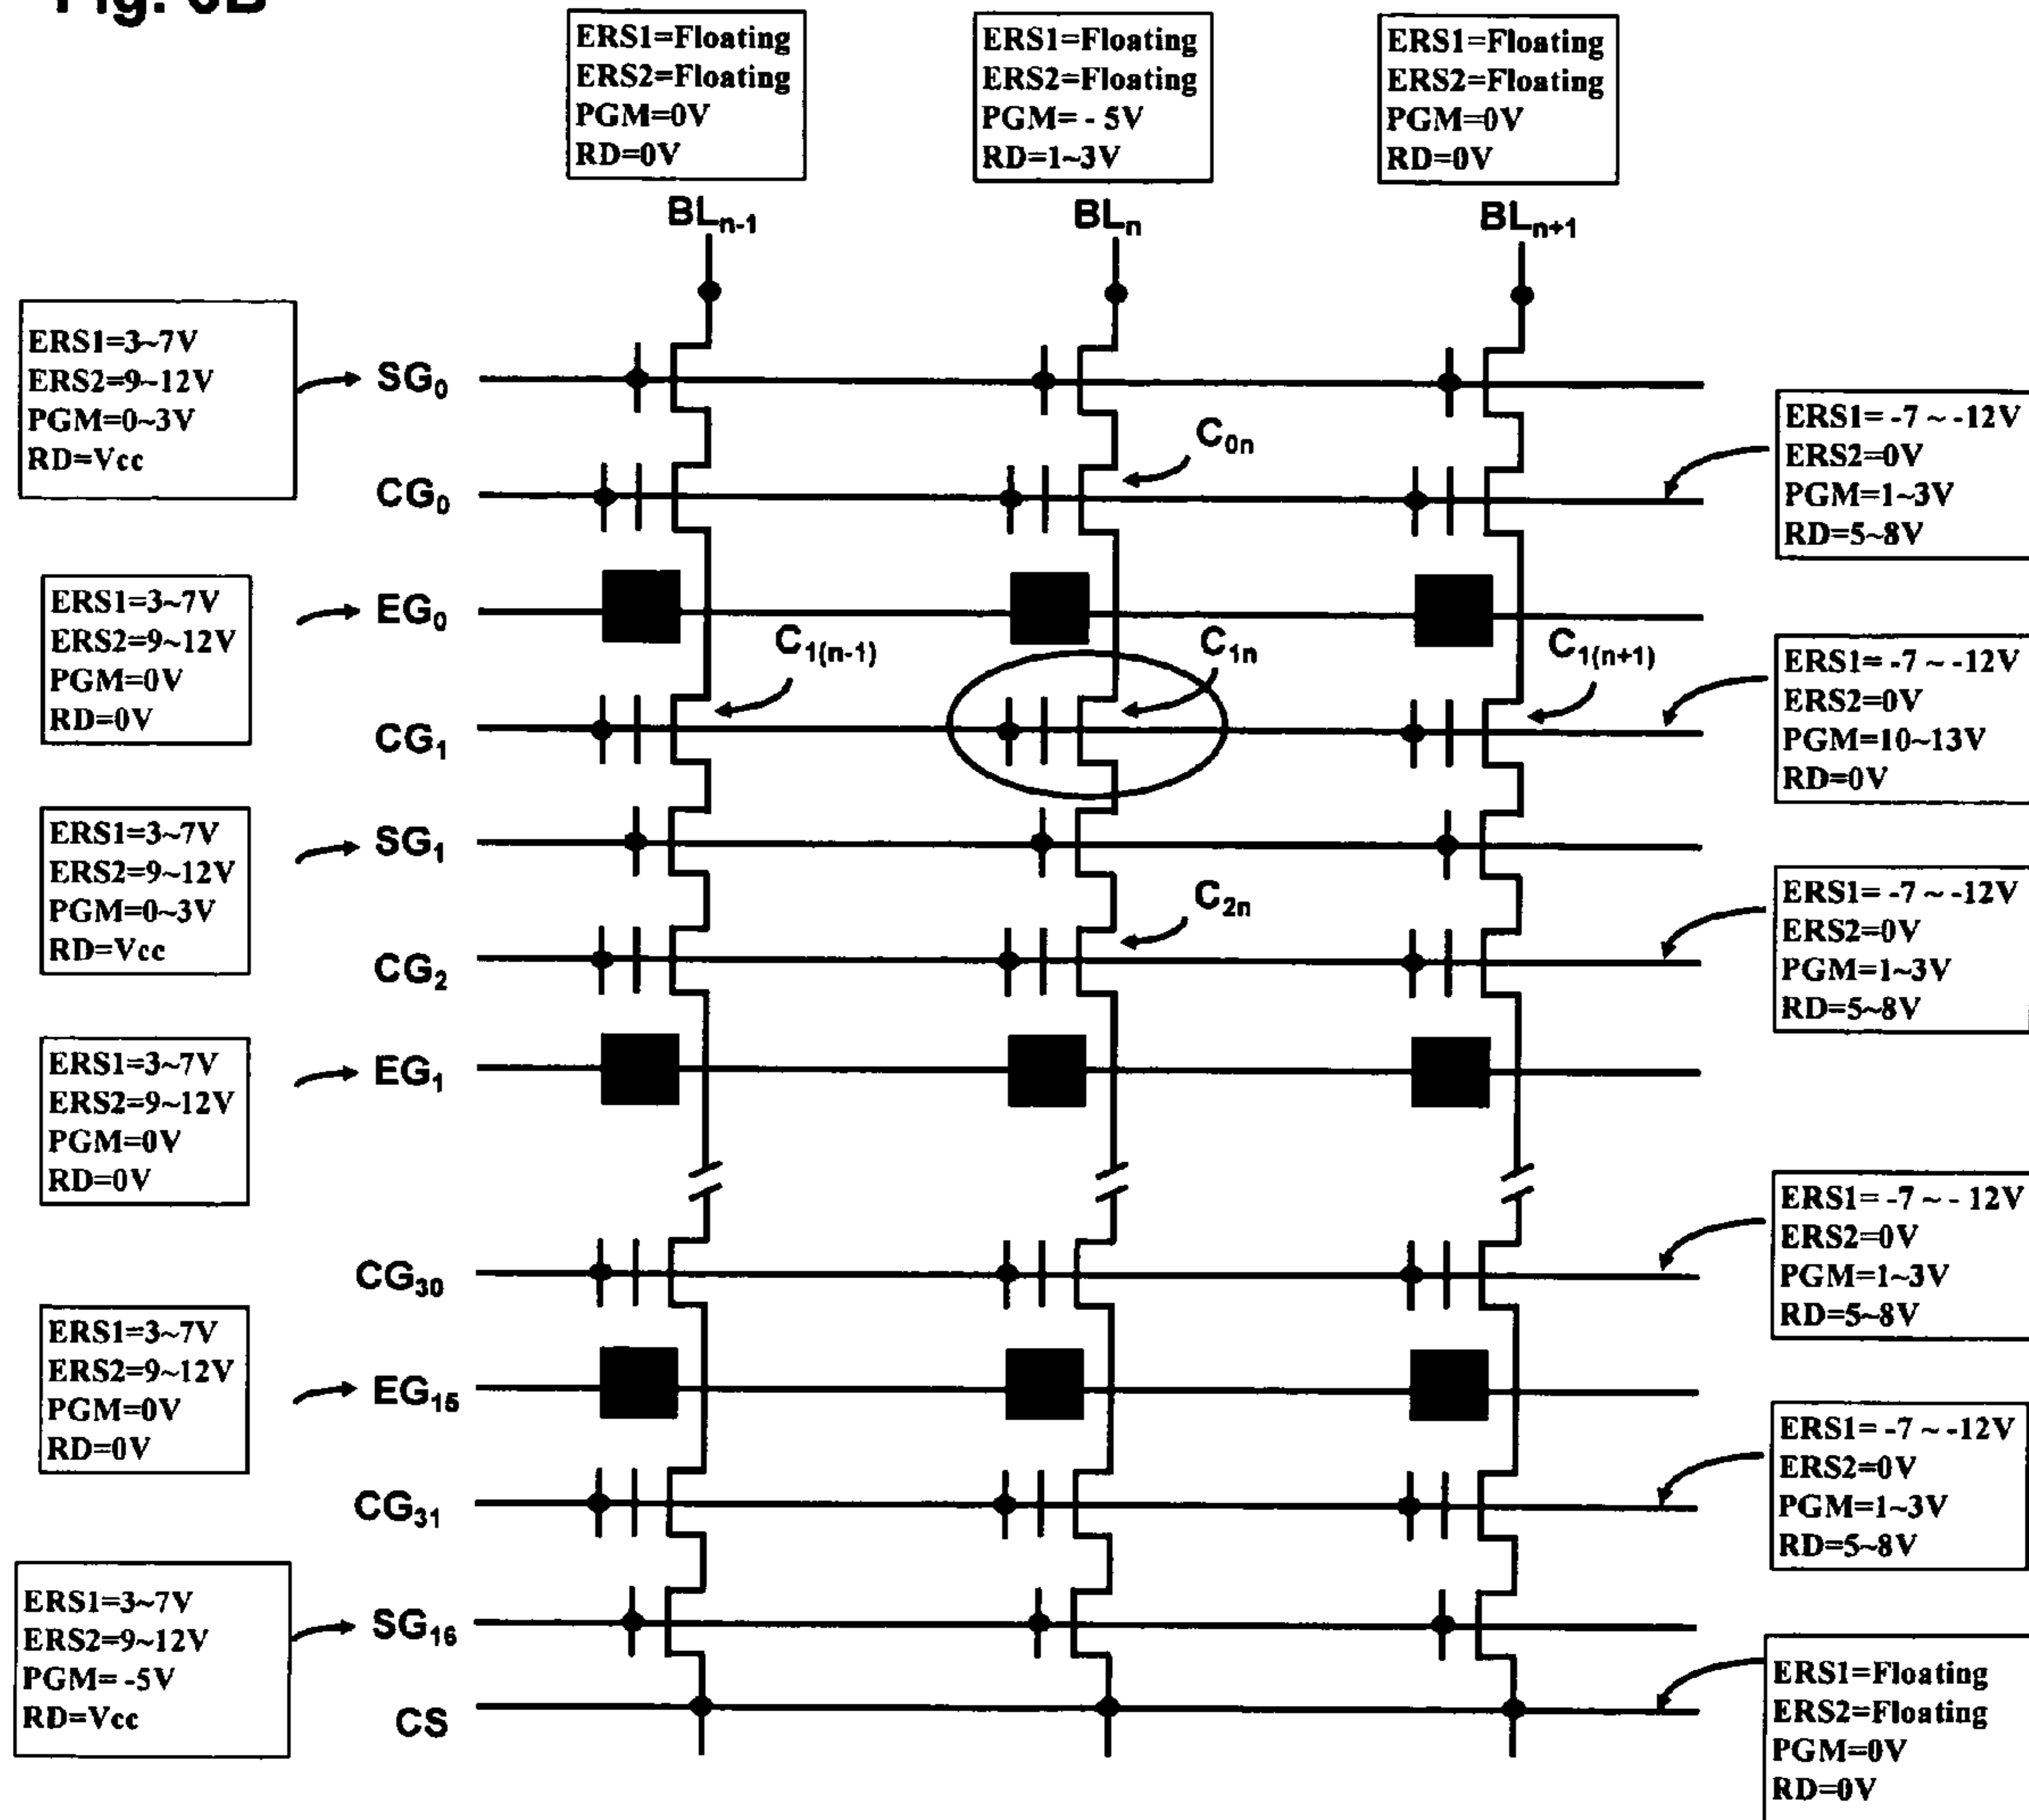 Fig. 6B
ERS1=Floating
ERS2=Floating
PGM=0V
RD=0V
ERS1=Floating
ERS2=Floating
PGM= - 5V
RD=1~3V
ERS1=Floating
ERS2=Floating
PGM=0V
RD=0V
BLn-1
BLn
BLn+1
ERS1=3~7V
ERS2=9~12V
PGM=0~3V
RD=Vcc
SG0
C0n
CG0
ERS1= -7 ~ -12V
ERS2=0V
PGM=1~3V
RD=5~8V
ERS1=3~7V
ERS2=9~12V
PGM=0V
RD=0V
EG0
C1(n-1)
C1n
C1(n+1)
CG1
ERS1= -7 ~ -12V
ERS2=0V
PGM=10~13V
RD=0V
ERS1=3~7V
ERS2=9~12V
PGM=0~3V
RD=Vcc
SG1
C2n
CG2
ERS1= -7 ~ -12V
ERS2=0V
PGM=1~3V
RD=5~8V
ERS1=3~7V
ERS2=9~12V
PGM=0V
RD=0V
EG1
CG30
ERS1= -7 ~ - 12V
ERS2=0V
PGM=1~3V
RD=5~8V
ERS1=3~7V
ERS2=9~12V
PGM=0V
RD=0V
EG15
CG31
ERS1= -7 ~ -12V
ERS2=0V
PGM=1~3V
RD=5~8V
ERS1=3~7V
ERS2=9~12V
PGM= -5V
RD=Vcc
SG16
CS
ERS1=Floating
ERS2=Floating
PGM=0V
RD=0V